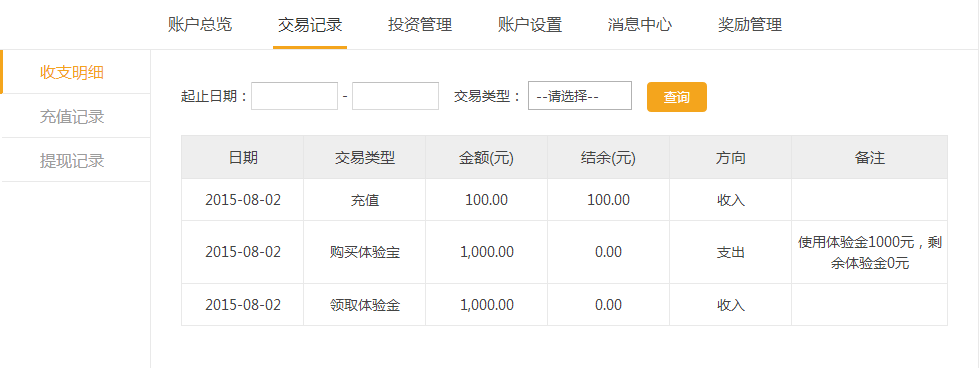 账户总览 交易记录 投资管理 账户设置 消息中心 奖励管理
收支明细
充值记录
提现记录
起止日期： - 交易类型： --请选择-- 查询
日期 交易类型 金额(元) 结余(元) 方向 备注
2015-08-02 充值 100.00 100.00 收入
2015-08-02 购买体验宝 1,000.00 0.00 支出 使用体验金1000元，剩
余体验金0元
2015-08-02 领取体验金 1,000.00 0.00 收入